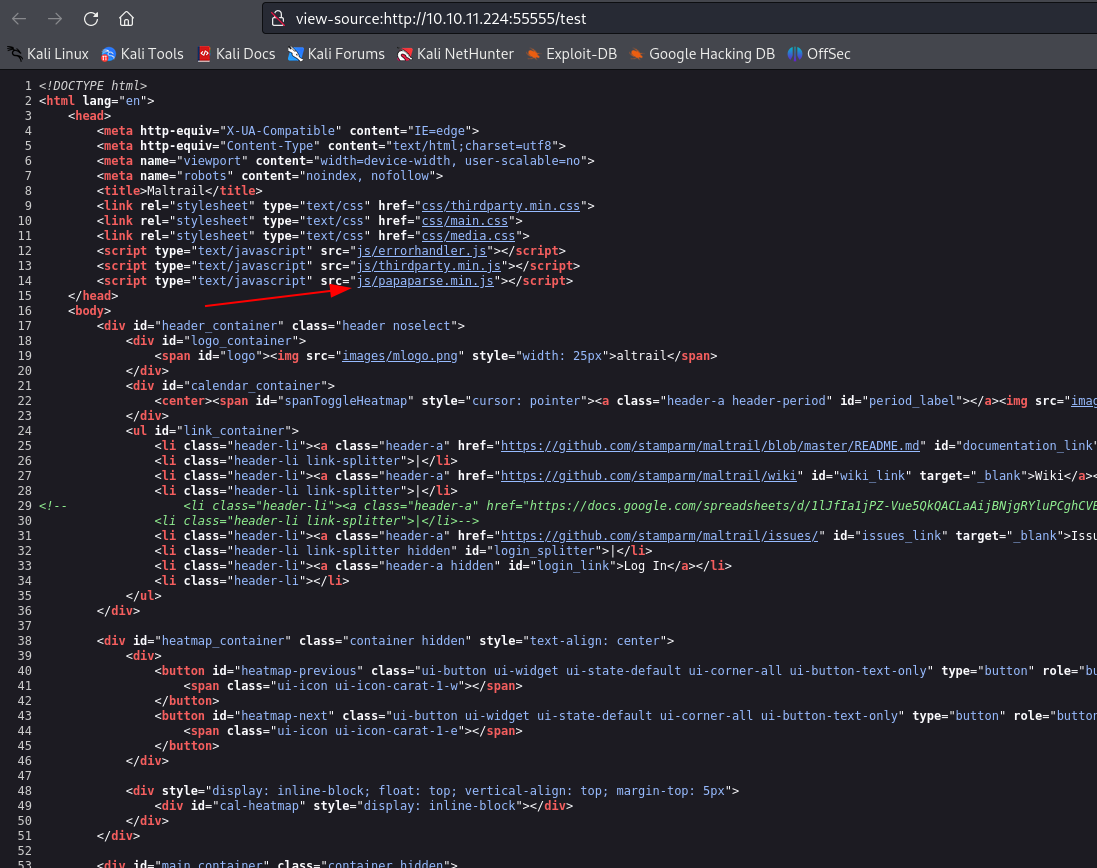 view-source:http://10.10.11.224:55555/test
Kali Linux Kali Tools Kali Docs Kali Forums Kali NetHunter Exploit-DB Google Hacking DB OffSec
1 <!DOCTYPE html>
2 <html lang="en">
3 <head>
4 <meta http-equiv="X-UA-Compatible" content="IE=edge">
5 <meta http-equiv="Content-Type" content="text/html;charset=utf8">
6 <meta name="viewport" content="width=device-width, user-scalable=no">
7 <meta name="robots" content="noindex, nofollow">
8 <title>Maltrail</title>
9 <link rel="stylesheet" type="text/css" href="css/thirdparty.min.css">
10 <link rel="stylesheet" type="text/css" href="css/main.css">
11 <link rel="stylesheet" type="text/css" href="css/media.css">
12 <script type="text/javascript" src="js/errorhandler.js"></script>
13 <script type="text/javascript" src="js/thirdparty.min.js"></script>
14 <script type="text/javascript" src="js/papaparse.min.js"></script>
15 </head>
16 <body>
17 <div id="header_container" class="header noselect">
18 <div id="logo_container">
19 <span id="logo"><img src="images/mlogo.png" style="width: 25px">altrail</span>
20 </div>
21 <div id="calendar_container">
22 <center><span id="spanToggleHeatmap" style="cursor: pointer"><a class="header-a header-period" id="period_label"></a><img src="imag
23 </div>
24 <ul id="link_container">
25 <li class="header-li"><a class="header-a" href="https://github.com/stamparm/maltrail/blob/master/README.md" id="documentation_link"
26 <li class="header-li link-splitter">|</li>
27 <li class="header-li"><a class="header-a" href="https://github.com/stamparm/maltrail/wiki" id="wiki_link" target="_blank">Wiki</a><
28 <li class="header-li link-splitter">|</li>
29 <!-- <li class="header-li"><a class="header-a" href="https://docs.google.com/spreadsheets/d/1lJfIa1jPZ-Vue5QkQACLaAijBNjgRYluPCghCVB
30 <li class="header-li link-splitter">|</li>-->
31 <li class="header-li"><a class="header-a" href="https://github.com/stamparm/maltrail/issues/" id="issues_link" target="_blank">Issu
32 <li class="header-li link-splitter hidden" id="login_splitter">|</li>
33 <li class="header-li"><a class="header-a hidden" id="login_link">Log In</a></li>
34 <li class="header-li"></li>
35 </ul>
36 </div>
37
38 <div id="heatmap_container" class="container hidden" style="text-align: center">
39 <div>
40 <button id="heatmap-previous" class="ui-button ui-widget ui-state-default ui-corner-all ui-button-text-only" type="button" role="bu
41 <span class="ui-icon ui-icon-carat-1-w"></span>
42 </button>
43 <button id="heatmap-next" class="ui-button ui-widget ui-state-default ui-corner-all ui-button-text-only" type="button" role="button
44 <span class="ui-icon ui-icon-carat-1-e"></span>
45 </button>
46 </div>
47
48 <div style="display: inline-block; float: top; vertical-align: top; margin-top: 5px">
49 <div id="cal-heatmap" style="display: inline-block"></div>
50 </div>
51 </div>
52
53 <div id="main_container" class="container hidden">